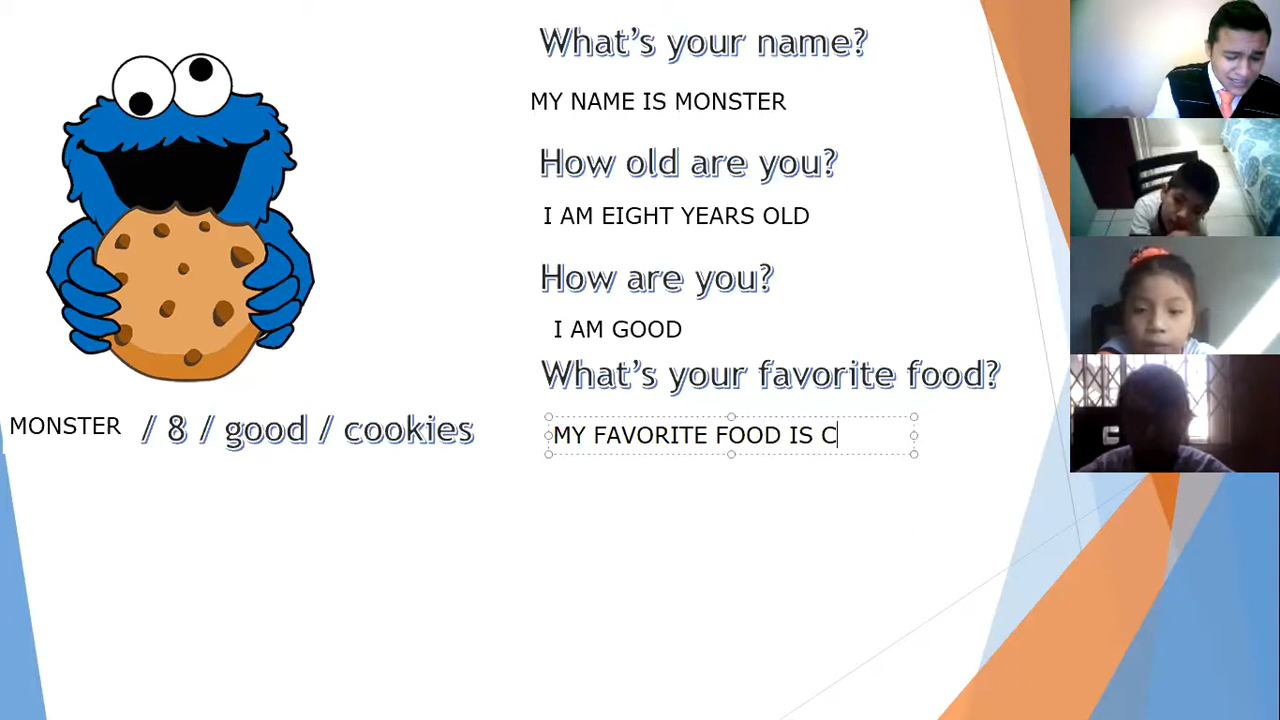 What's your name?
MY NAME IS MONSTER
How old are you?
I AM EIGHT YEARS OLD
How are you?
I AM GOOD
What's your favorite food?
MONSTER / 8 / good / cookies
MY FAVORITE FOOD IS C